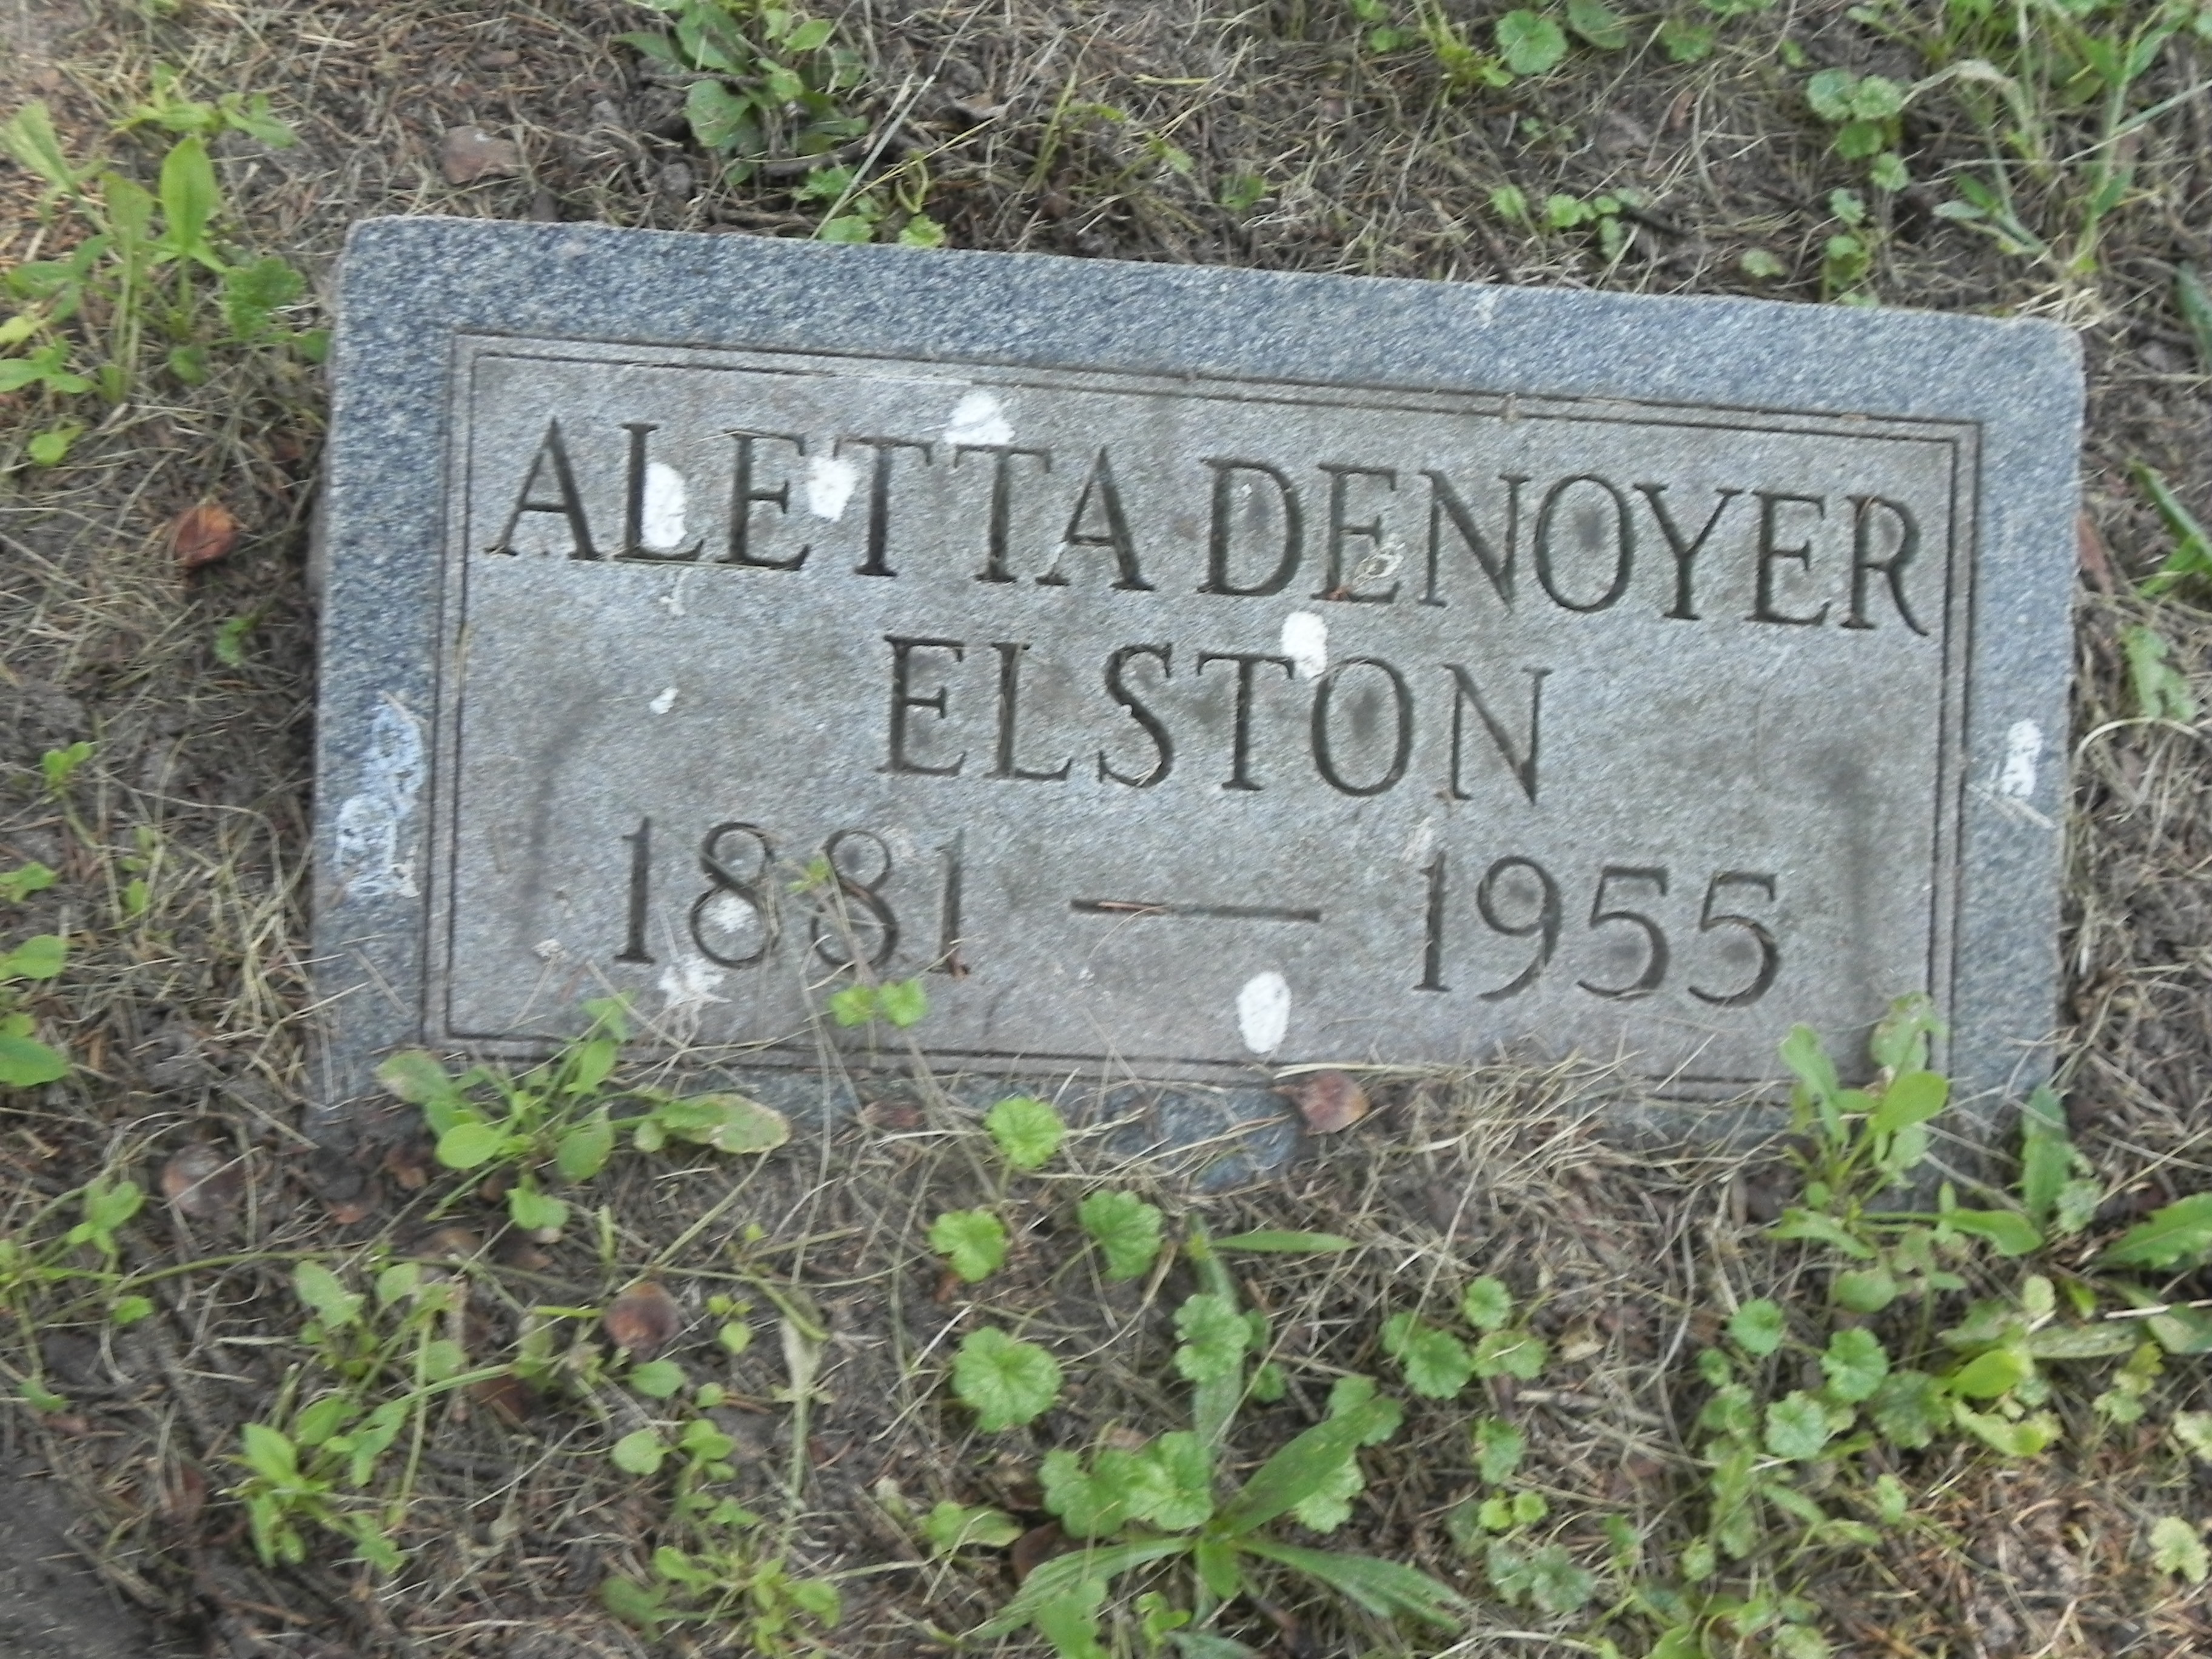 ALETTA DENOYER
ELSTON
1881 — 1955